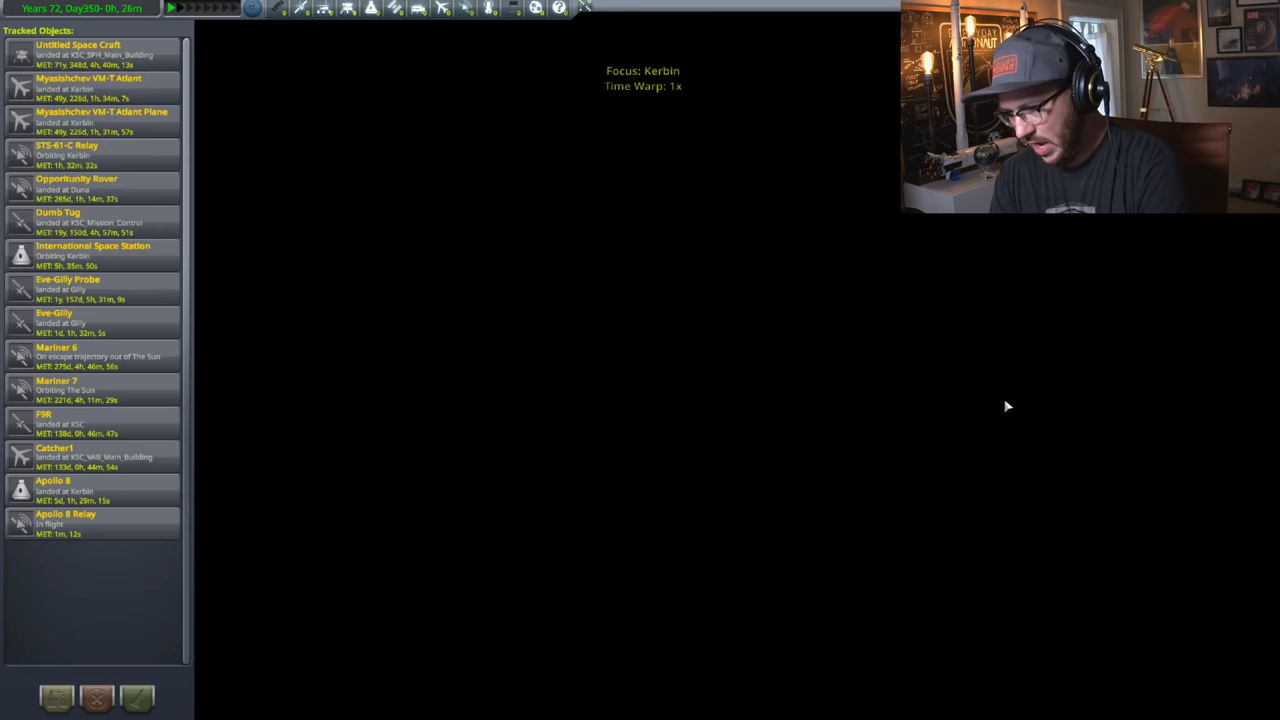 Years 72, Day350- 0h, 26m
Tracked Objects:
Untitled Space Craft
landed at KSC_SPH_Main_Building
MET: 71y, 348d, 4h, 40m, 13s
Myasishchev VM-T Atlant
landed at Kerbin
MET: 49y, 226d, 1h, 34m, 7s
Myasishchev VM-T Atlant Plane
landed at Kerbin
MET: 49y, 226d, 1h, 31m, 57s
STS-61-C Relay
Orbiting Kerbin
MET: 1h, 32m, 32s
Opportunity Rover
landed at Duna
MET: 265d, 1h, 14m, 37s
Dumb Tug
landed at KSC_Mission_Control
MET: 19y, 150d, 4h, 57m, 51s
International Space Station
Orbiting Kerbin
MET: 5h, 35m, 50s
Eve-Gilly Probe
landed at Gilly
MET: 1y, 157d, 5h, 31m, 9s
Eve-Gilly
landed at Gilly
MET: 1d, 1h, 32m, 5s
Mariner 6
On escape trajectory out of The Sun
MET: 275d, 4h, 46m, 56s
Mariner 7
Orbiting The Sun
MET: 221d, 4h, 11m, 29s
F9R
landed at KSC
MET: 138d, 0h, 46m, 47s
Catcher1
landed at KSC_VAB_Main_Building
MET: 133d, 0h, 44m, 54s
Apollo 8
landed at Kerbin
MET: 5d, 1h, 29m, 15s
Apollo 8 Relay
In flight
MET: 1m, 12s
Focus: Kerbin
Time Warp: 1x